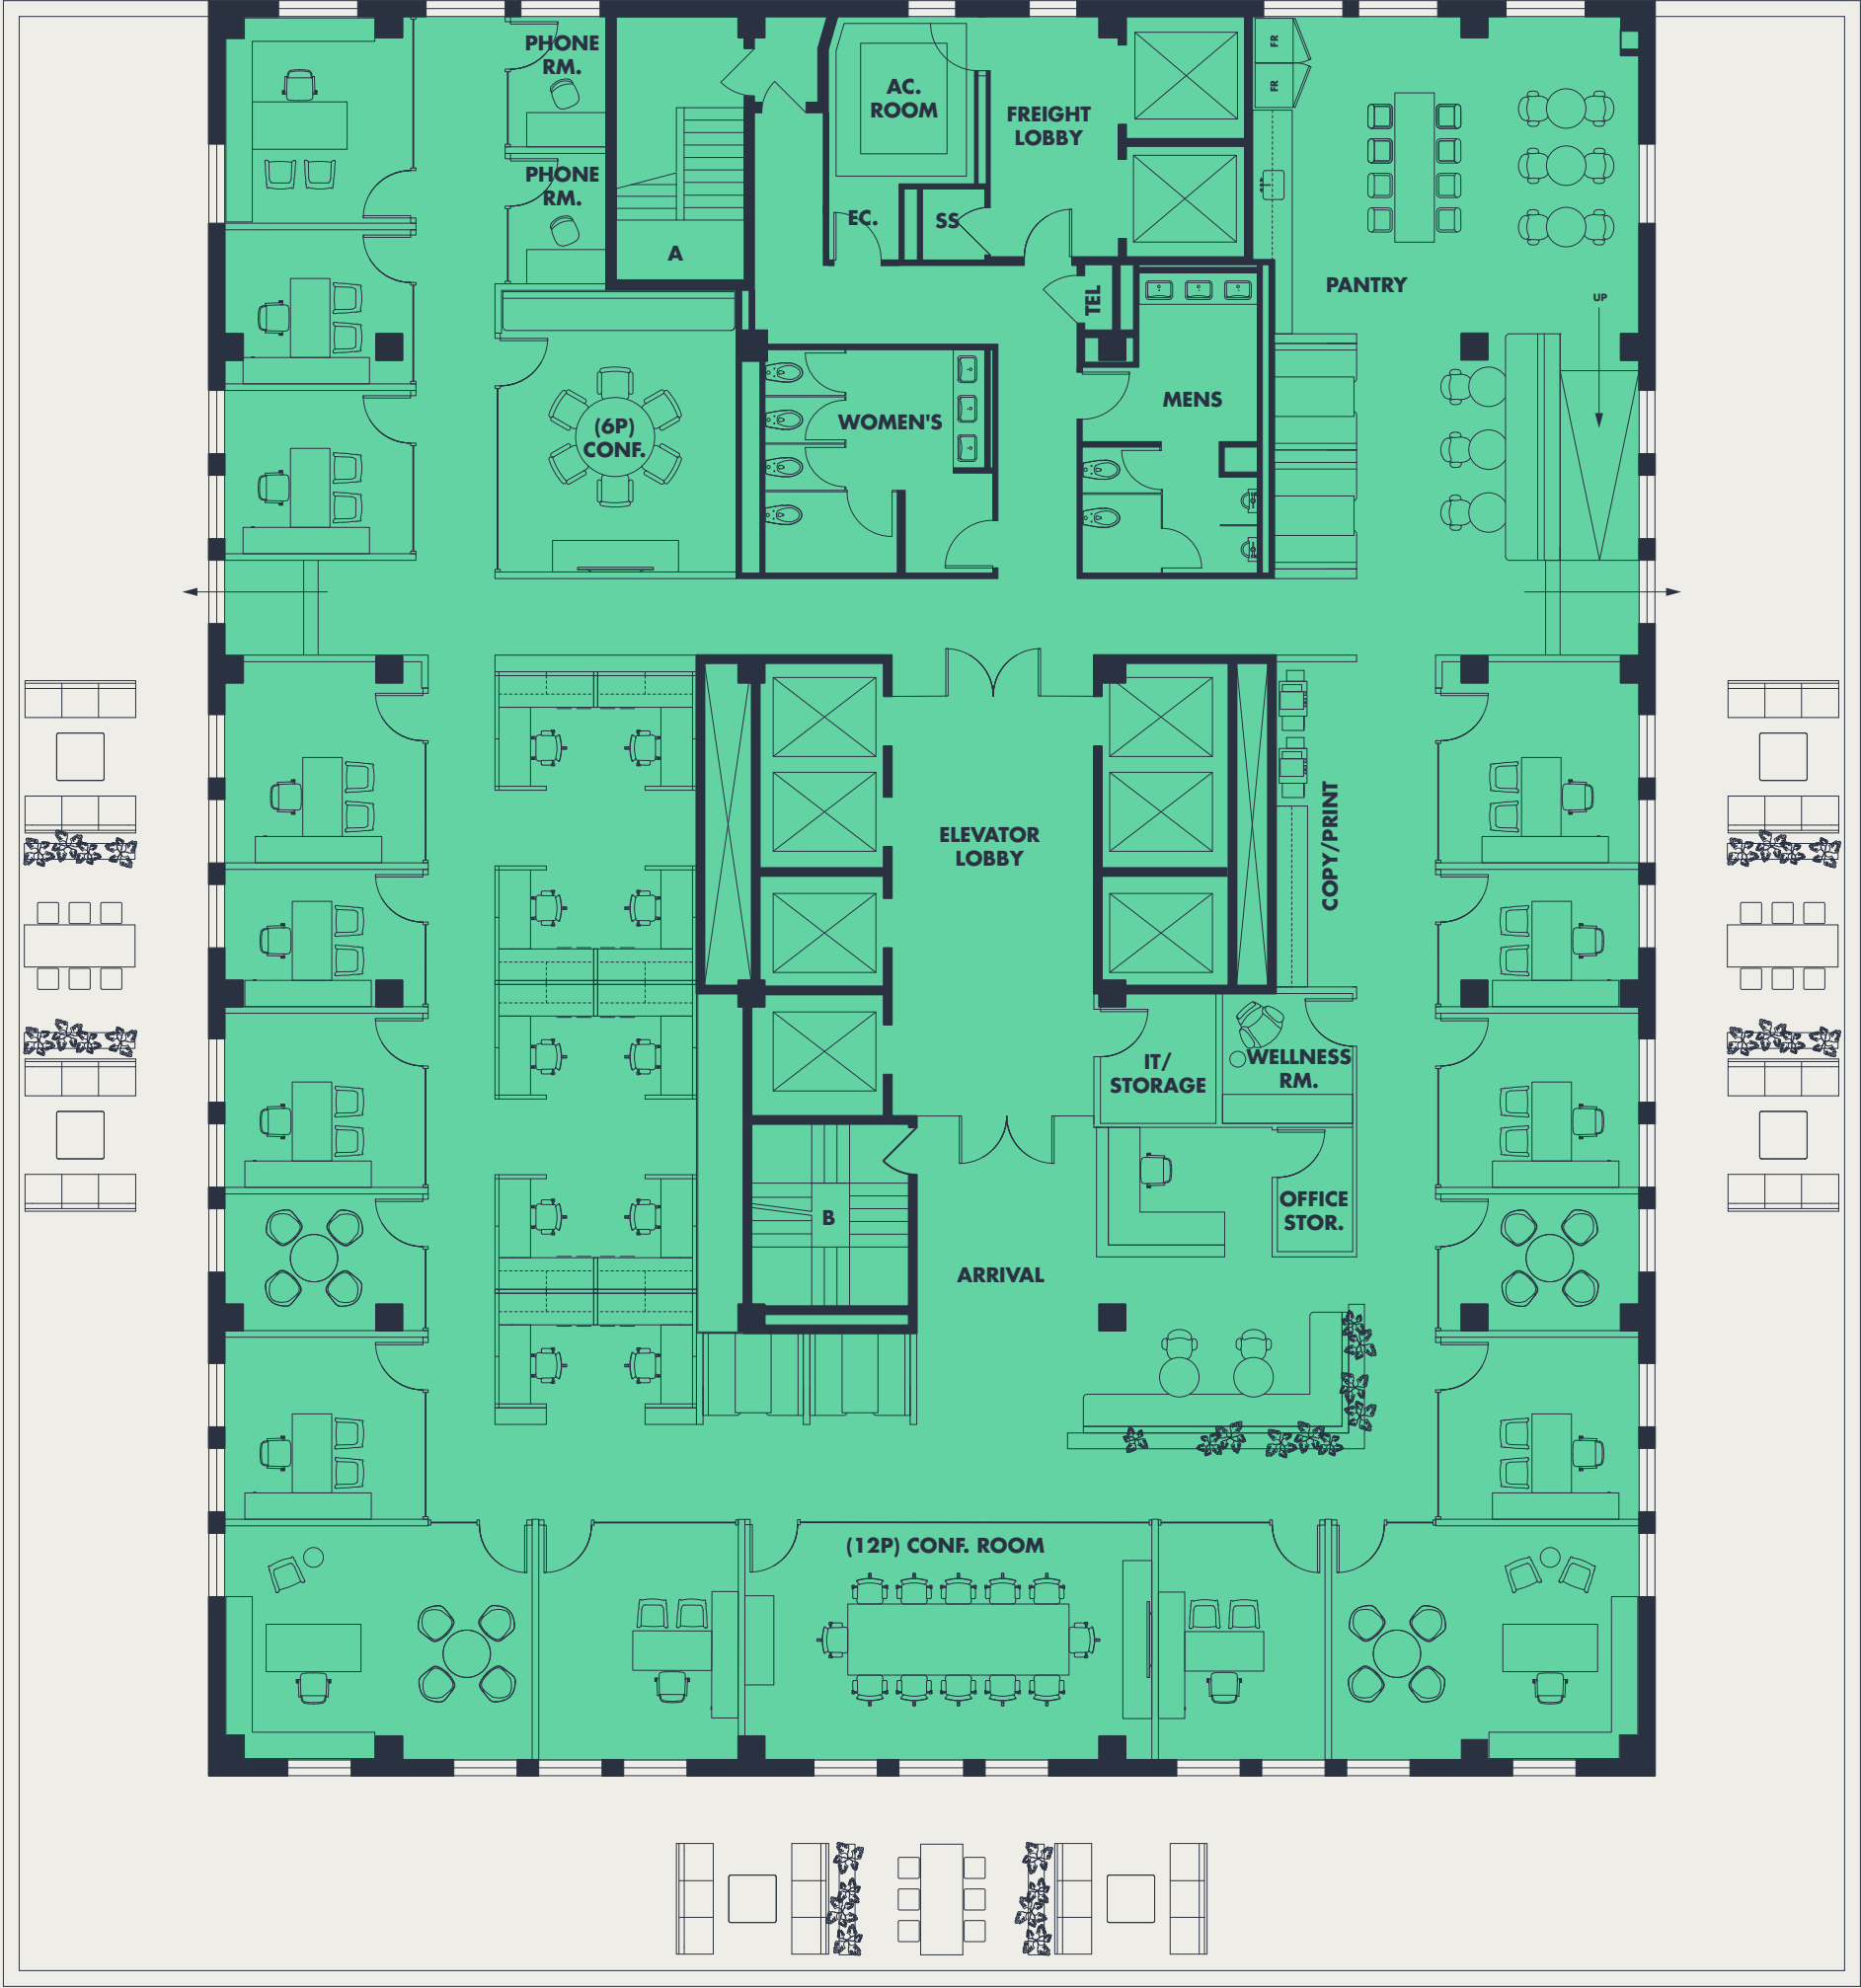 PHONE
RM.
FR
FR
AC.
ROOM
FREIGHT
LOBBY
PHONE
RM.
EC.
SS
A
TEL
PANTRY
UP
MENS
WOMEN'S
(6P)
CONF.
ELEVATOR
LOBBY
COPY/PRINT
IT/
STORAGE
WELLNESS
RM.
OFFICE
STOR.
B
ARRIVAL
(12P) CONF. ROOM